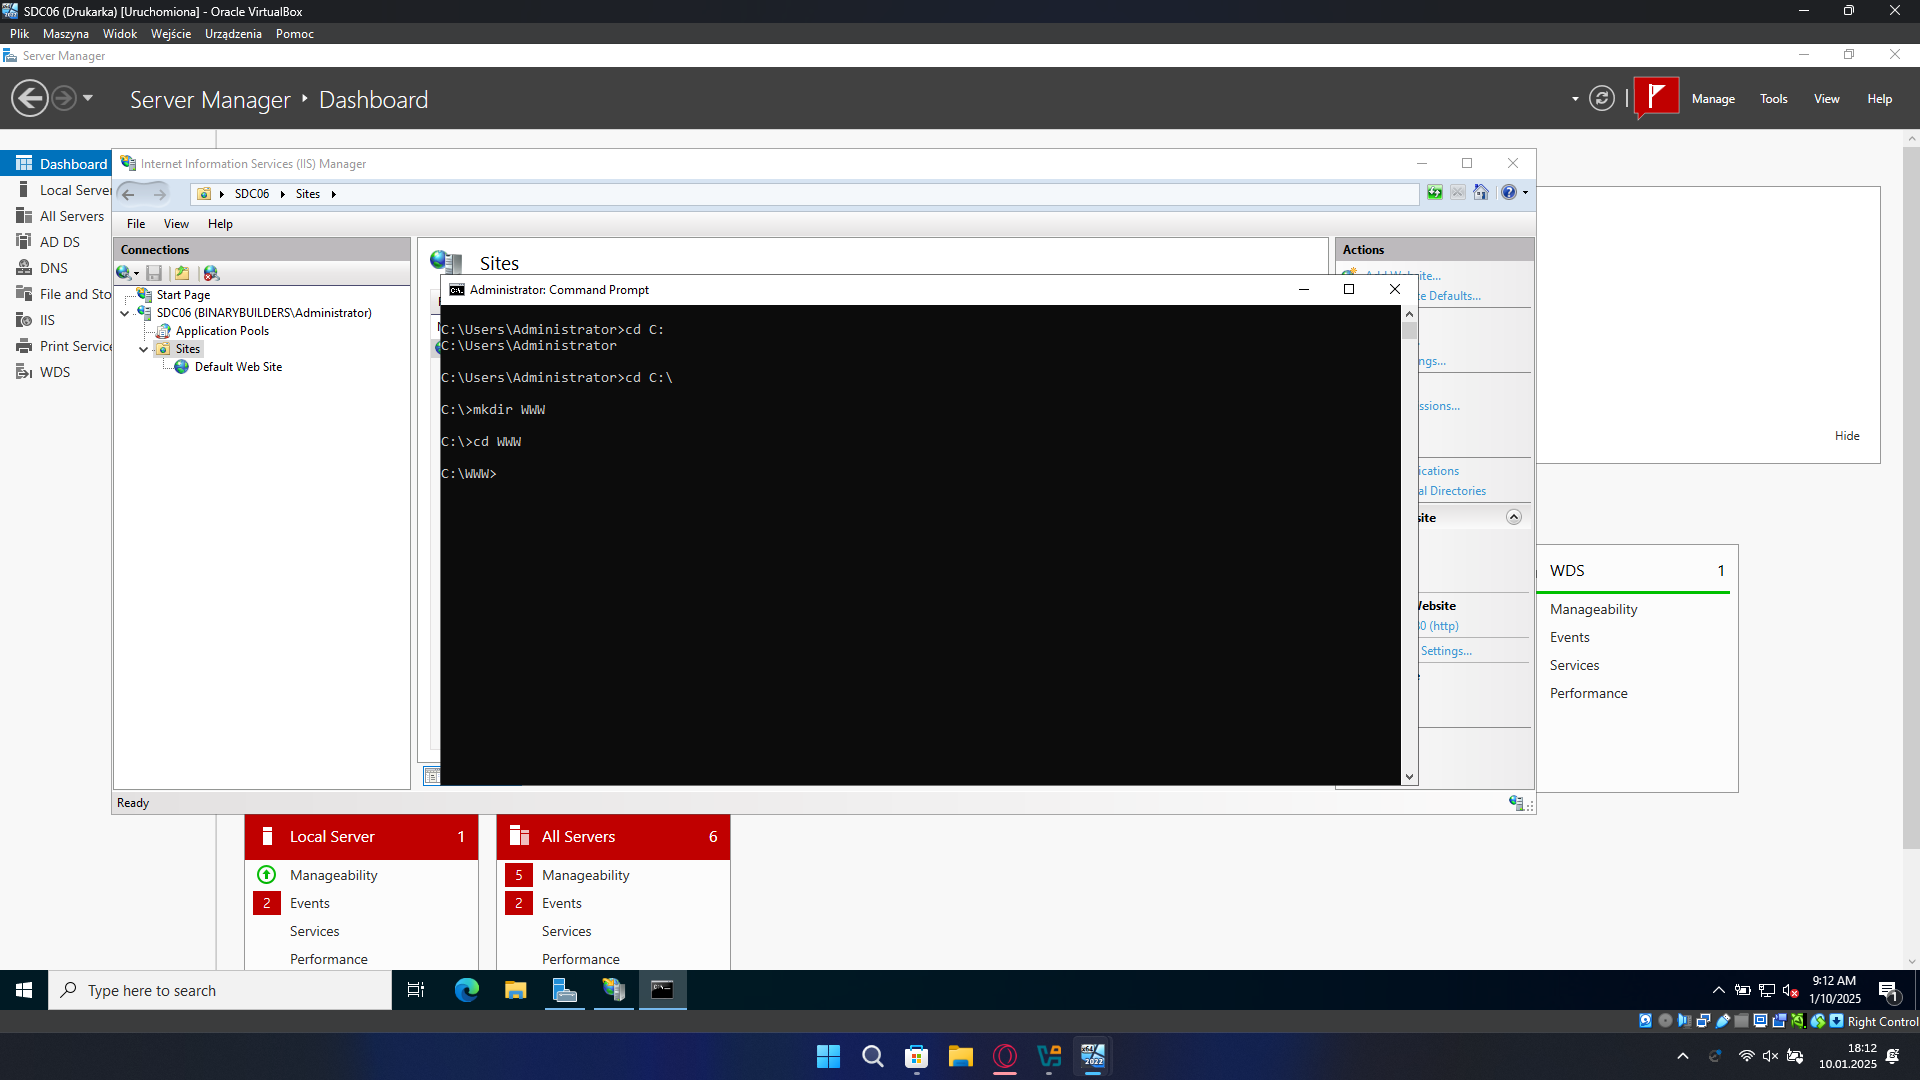 SDC06 (Drukarka) [Uruchomiona] - Oracle VirtualBox
Plik Maszyna Widok Wejście Urządzenia Pomoc
Server Manager
Server Manager Dashboard
Manage Tools View Help
Dashboard
Local Server
All Servers
AD DS
DNS
File and Sto
IIS
Print Service
WDS
Internet Information Services (IIS) Manager
SDC06 Sites
File View Help
Connections
Start Page
SDC06 (BINARYBUILDERS\Administrator)
Application Pools
Sites
Default Web Site
Sites
Actions
Defaults...
ngs...
ssions...
ications
al Directories
site
Website
80 (http)
Settings...
Administrator: Command Prompt
C:\Users\Administrator>cd C:
C:\Users\Administrator
C:\Users\Administrator>cd C:\
C:\>mkdir WWW
C:\>cd WWW
C:\WWW>
Ready
Hide
WDS 1
Manageability
Events
Services
Performance
Local Server 1
Manageability
2 Events
Services
Performance
All Servers 6
5 Manageability
2 Events
Services
Performance
Type here to search
9:12 AM
1/10/2025
1
Right Control
18:12
10.01.2025